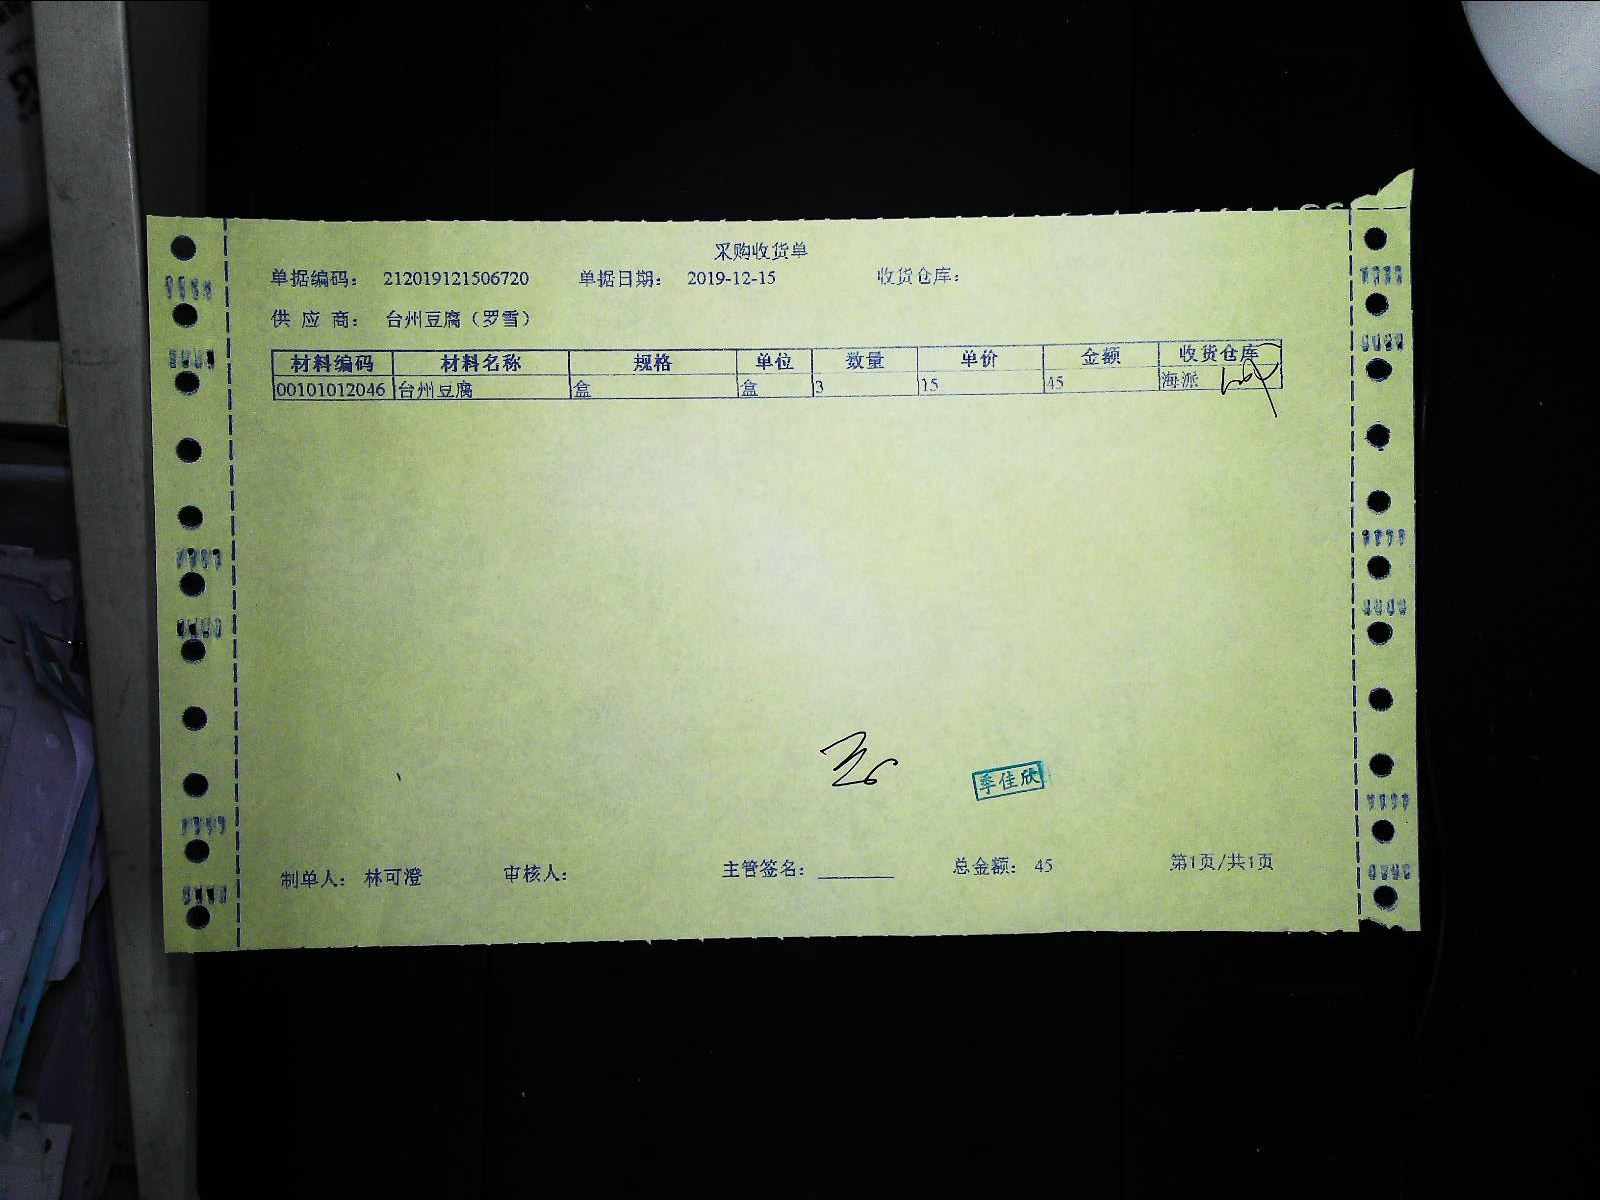 采购收货单
单据编码: 212019121506720 单据日期: 2019-12-15 收货仓库:
供 应 商: 台州豆腐（罗雪）
材料编码 材料名称 规格 单位 数量 单价 金额 收货仓库
00101012046 台州豆腐 盒 盒 3 15 45 海派
季佳欣
制单人: 林可澄 审核人: 主管签名: ________ 总金额: 45 第1页/共1页